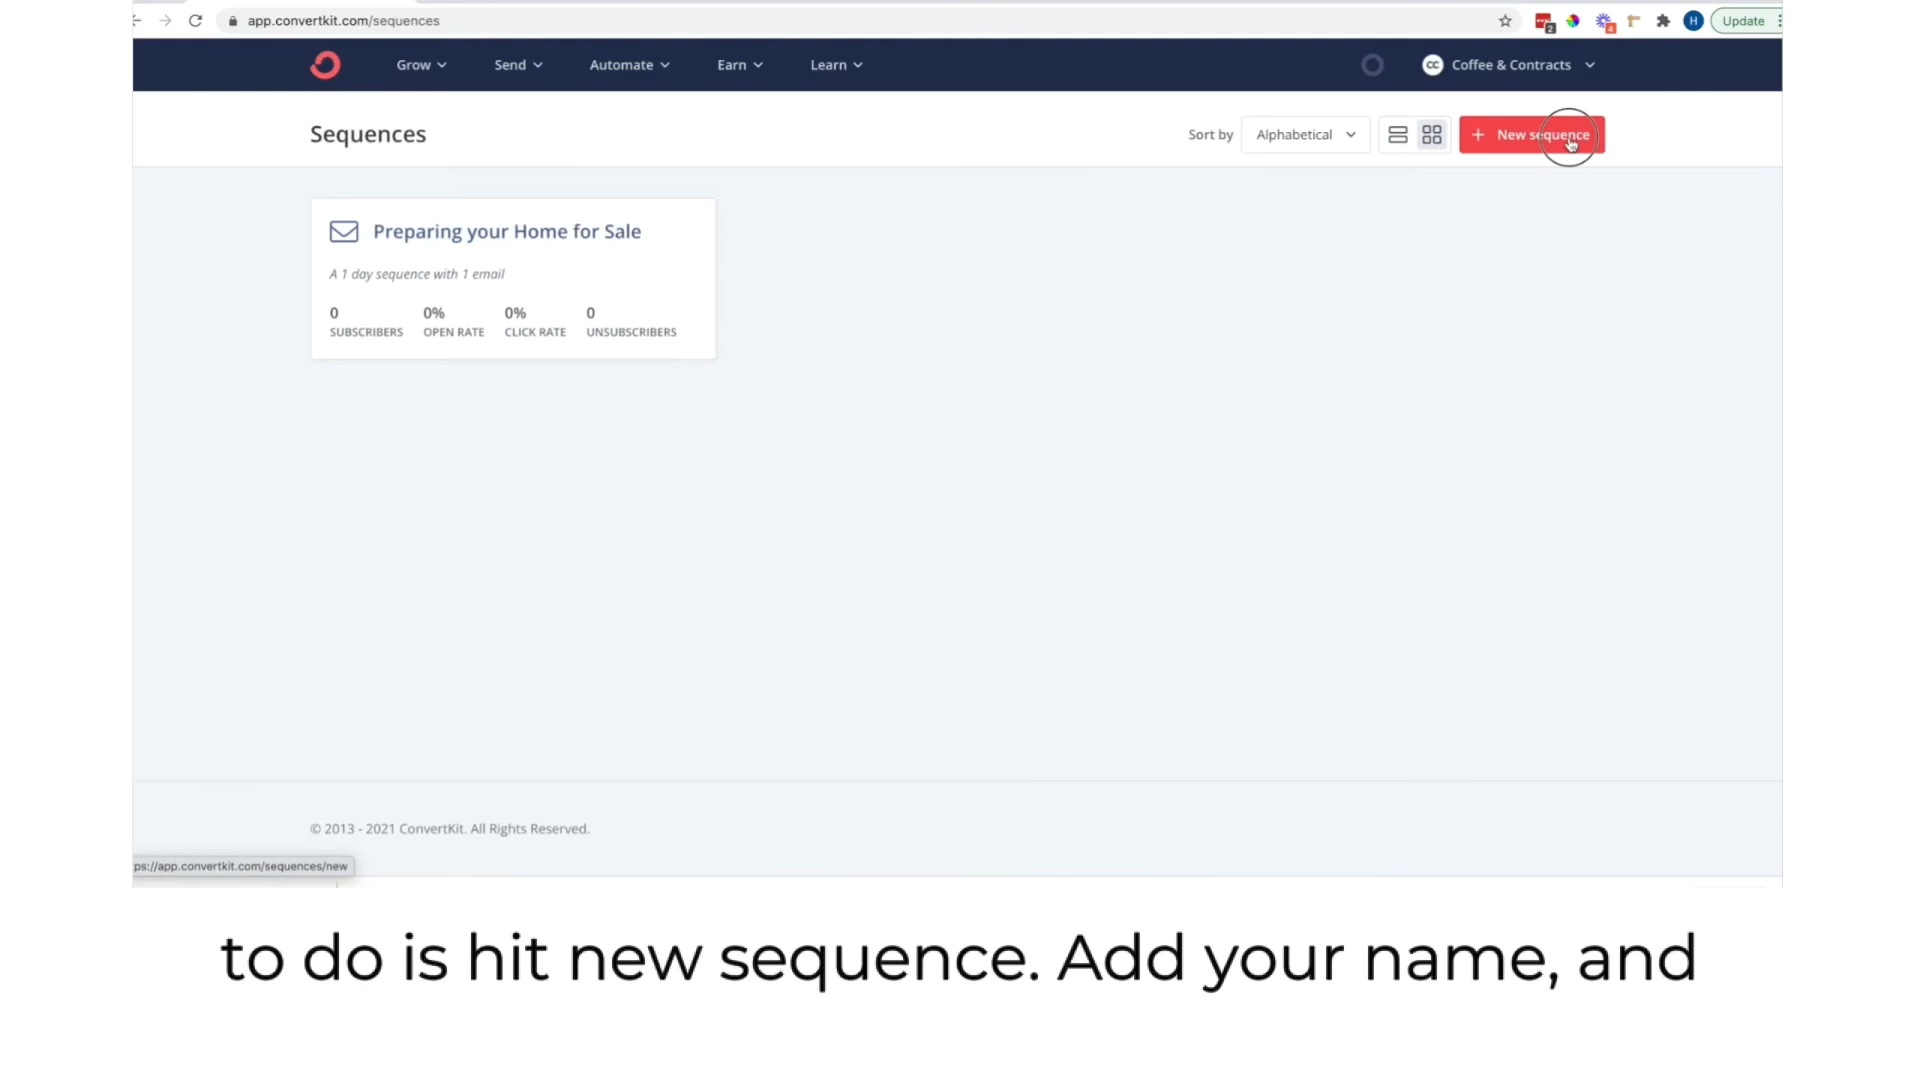 app.convertkit.com/sequences
2
4
H
Update
Grow
Send
Automate
Earn
Learn
CC
Coffee & Contracts
Sequences
Sort by
Alphabetical
+ New sequence
Preparing your Home for Sale
A 1 day sequence with 1 email
0 0% 0% 0
SUBSCRIBERS OPEN RATE CLICK RATE UNSUBSCRIBERS
© 2013 - 2021 ConvertKit. All Rights Reserved.
ps://app.convertkit.com/sequences/new
to do is hit new sequence. Add your name, and